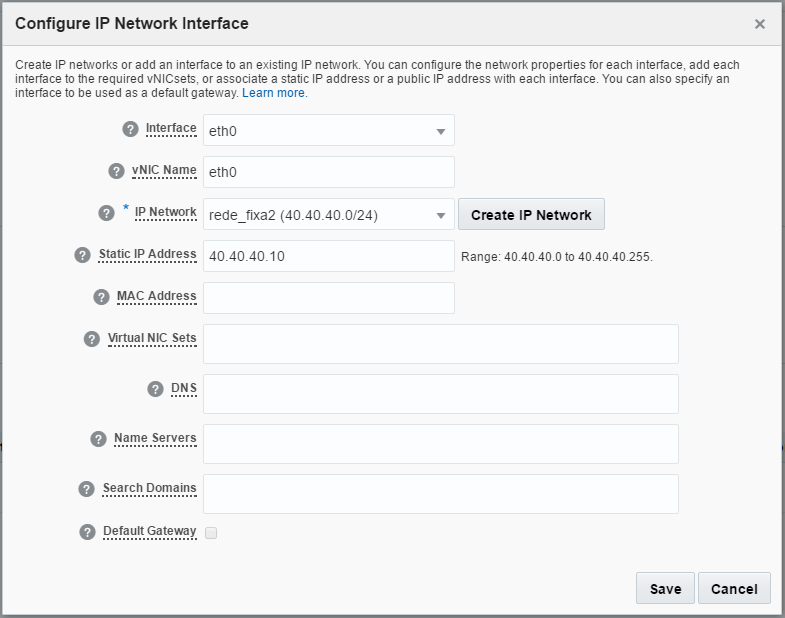 Configure IP Network Interface
×
Create IP networks or add an interface to an existing IP network. You can configure the network properties for each interface, add each
interface to the required vNICsets, or associate a static IP address or a public IP address with each interface. You can also specify an
interface to be used as a default gateway. Learn more.
? Interface eth0
? vNIC Name eth0
? * IP Network rede_fixa2 (40.40.40.0/24) Create IP Network
? Static IP Address 40.40.40.10 Range: 40.40.40.0 to 40.40.40.255.
? MAC Address
? Virtual NIC Sets
? DNS
? Name Servers
? Search Domains
? Default Gateway
Save Cancel